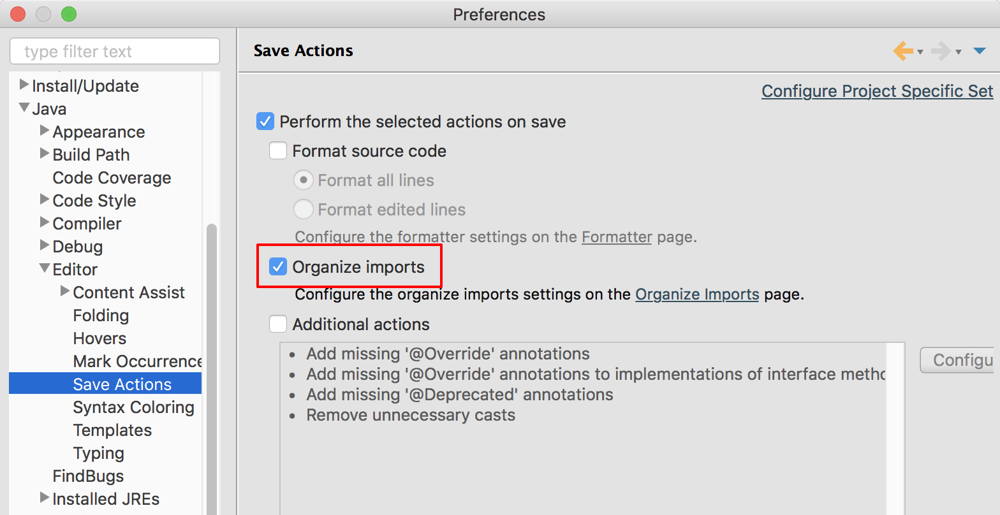 Preferences
type filter text
Install/Update
Java
Appearance
Build Path
Code Coverage
Code Style
Compiler
Debug
Editor
Content Assist
Folding
Hovers
Mark Occurrence
Save Actions
Syntax Coloring
Templates
Typing
FindBugs
Installed JREs
Save Actions
Configure Project Specific Set
Perform the selected actions on save
Format source code
Format all lines
Format edited lines
Configure the formatter settings on the Formatter page.
Organize imports
Configure the organize imports settings on the Organize Imports page.
Additional actions
• Add missing '@Override' annotations
• Add missing '@Override' annotations to implementations of interface metho
• Add missing '@Deprecated' annotations
• Remove unnecessary casts
Configu